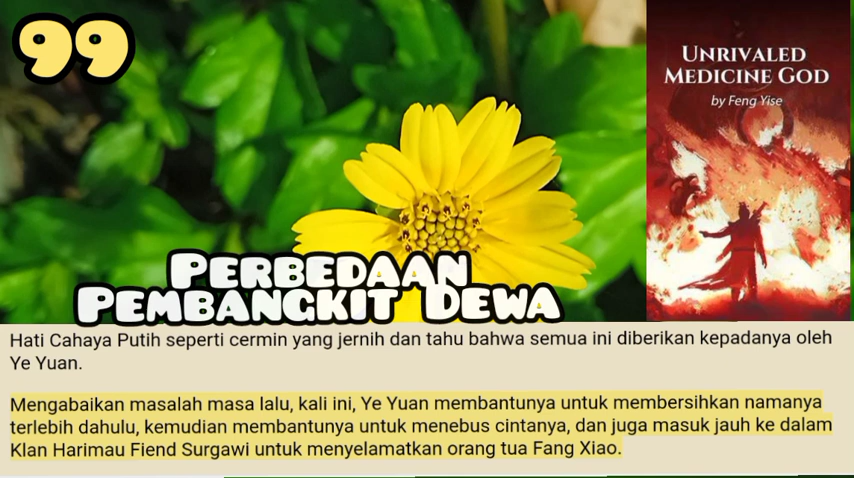 99
UNRIVALED
MEDICINE GOD
by Feng Yise
PERBEDAAN
PEMBANGKIT DEWA
Hati Cahaya Putih seperti cermin yang jernih dan tahu bahwa semua ini diberikan kepadanya oleh
Ye Yuan.
Mengabaikan masalah masa lalu, kali ini, Ye Yuan membantunya untuk membersihkan namanya
terlebih dahulu, kemudian membantunya untuk menebus cintanya, dan juga masuk jauh ke dalam
Klan Harimau Fiend Surgawi untuk menyelamatkan orang tua Fang Xiao.